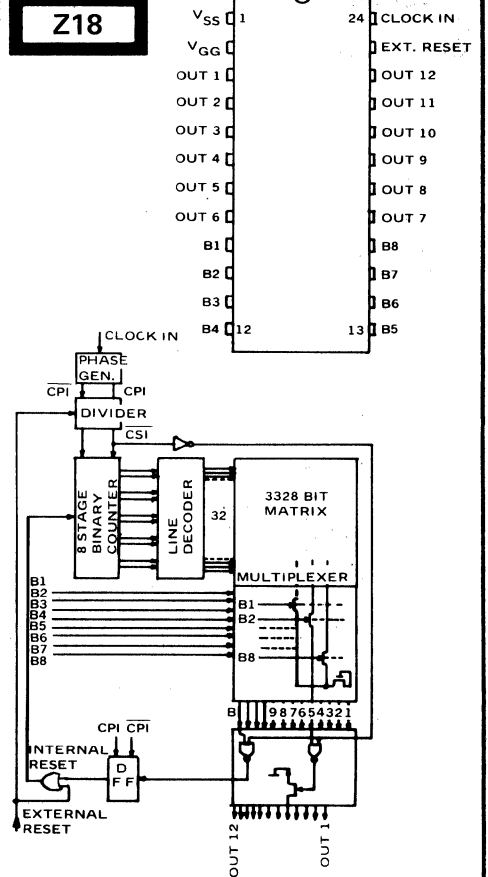 Z18
VSS 1 24 CLOCK IN
VGG EXT. RESET
OUT 1 OUT 12
OUT 2 OUT 11
OUT 3 OUT 10
OUT 4 OUT 9
OUT 5 OUT 8
OUT 6 OUT 7
B1 B8
B2 B7
B3 B6
B4 12 13 B5
CLOCK IN
PHASE GEN.
CPI CPI
DIVIDER
CSI
8 STAGE
BINARY
COUNTER
LINE
DECODER
32
3328 BIT
MATRIX
MULTIPLEXER
B1
B2
B3
B4
B5
B6
B7
B8
B1
B2
B8
B 9 8 7 6 5 4 3 2 1
CPI CPI
INTERNAL
RESET
D
FF
EXTERNAL
RESET
OUT 12
OUT 1